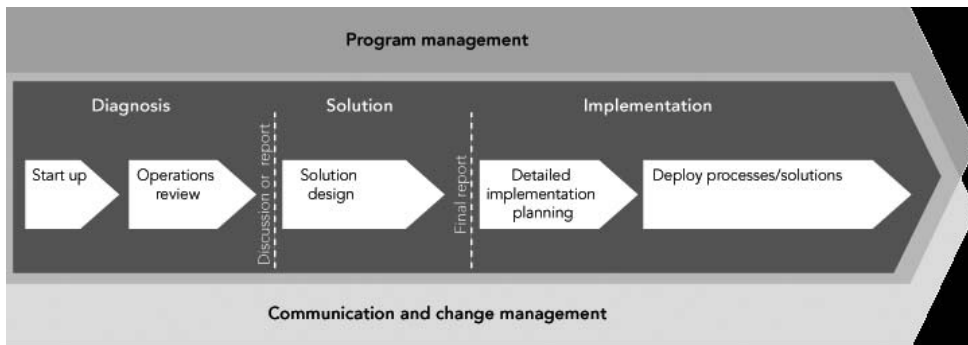 Program management
Diagnosis
Solution
Implementation
Start up
Operations
review
Discussion or report
Solution
design
Final report
Detailed
implementation
planning
Deploy processes/solutions
Communication and change management